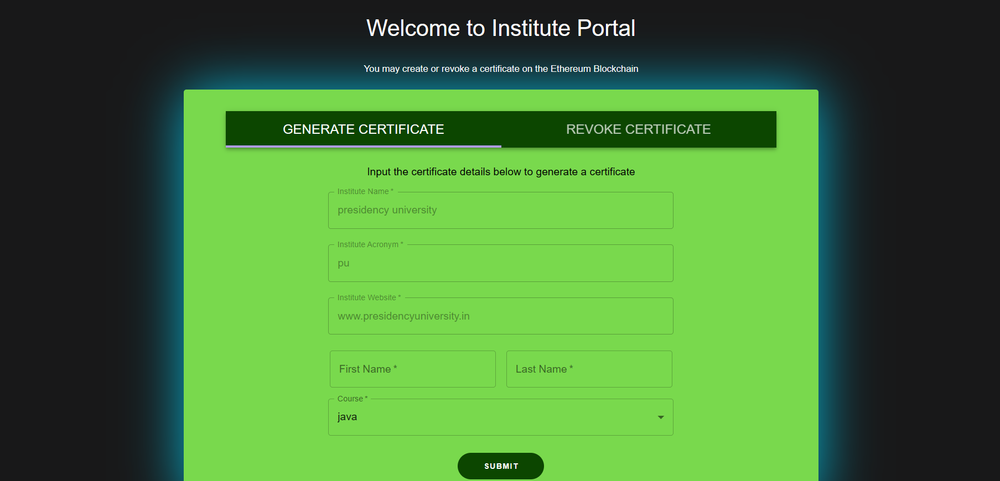 Welcome to Institute Portal
You may create or revoke a certificate on the Ethereum Blockchain
GENERATE CERTIFICATE
REVOKE CERTIFICATE
Input the certificate details below to generate a certificate
Institute Name *
presidency university
Institute Acronym *
pu
Institute Website *
www.presidencyuniversity.in
First Name *
Last Name *
Course *
java
SUBMIT